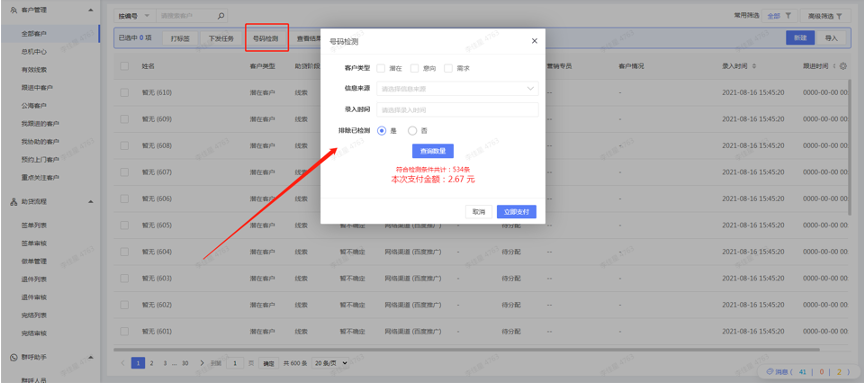 客户管理
全部客户
总机中心
有效线索
跟进中客户
公海客户
我跟进的客户
我协助的客户
预约上门客户
重点关注客户
助贷流程
签单列表
签单审核
做单管理
退件列表
退件审核
完结列表
完结审核
群呼助手
群呼人员
按编号
常用筛选 全部 高级筛选
已选中 0 项 打标签 下发任务 号码检测 查看结果 新建 导入
姓名 客户类型 助贷阶段 营销专员 客户情况 录入时间 跟进时间
暂无 (610) 潜在客户 线索 -- - 2021-08-16 15:45:20 0000-00-00 00
暂无 (609) 潜在客户 线索 -- - 2021-08-16 15:45:20 0000-00-00 00
暂无 (608) 潜在客户 线索 -- - 2021-08-16 15:45:20 0000-00-00 00
暂无 (607) 潜在客户 线索 -- - 2021-08-16 15:45:20 0000-00-00 00
暂无 (606) 潜在客户 线索 -- - 2021-08-16 15:45:20 0000-00-00 00
暂无 (605) 潜在客户 线索 暂不确定 网络渠道 (百度推广) - 待分配 -- - 2021-08-16 15:45:20 0000-00-00 00
暂无 (604) 潜在客户 线索 暂不确定 网络渠道 (百度推广) - 待分配 -- - 2021-08-16 15:45:20 0000-00-00 00
暂无 (603) 潜在客户 线索 暂不确定 网络渠道 (百度推广) - 待分配 -- - 2021-08-16 15:45:20 0000-00-00 00
暂无 (602) 潜在客户 线索 暂不确定 网络渠道 (百度推广) - 待分配 -- - 2021-08-16 15:45:20 0000-00-00 00
暂无 (601) 潜在客户 线索 暂不确定 网络渠道 (百度推广) - 待分配 -- - 2021-08-16 15:45:20 0000-00-00 00
1 2 3 ... 30 到第 1 页 确定 共 600 条 20 条/页
消息 ( 41 | 0 | 2 )
号码检测
客户类型 潜在 意向 需求
信息来源 请选择信息来源
录入时间 请选择录入时间
排除已检测 是 否
查询数量
符合检测条件共计：534条
本次支付金额：2.67 元
取消 立即支付